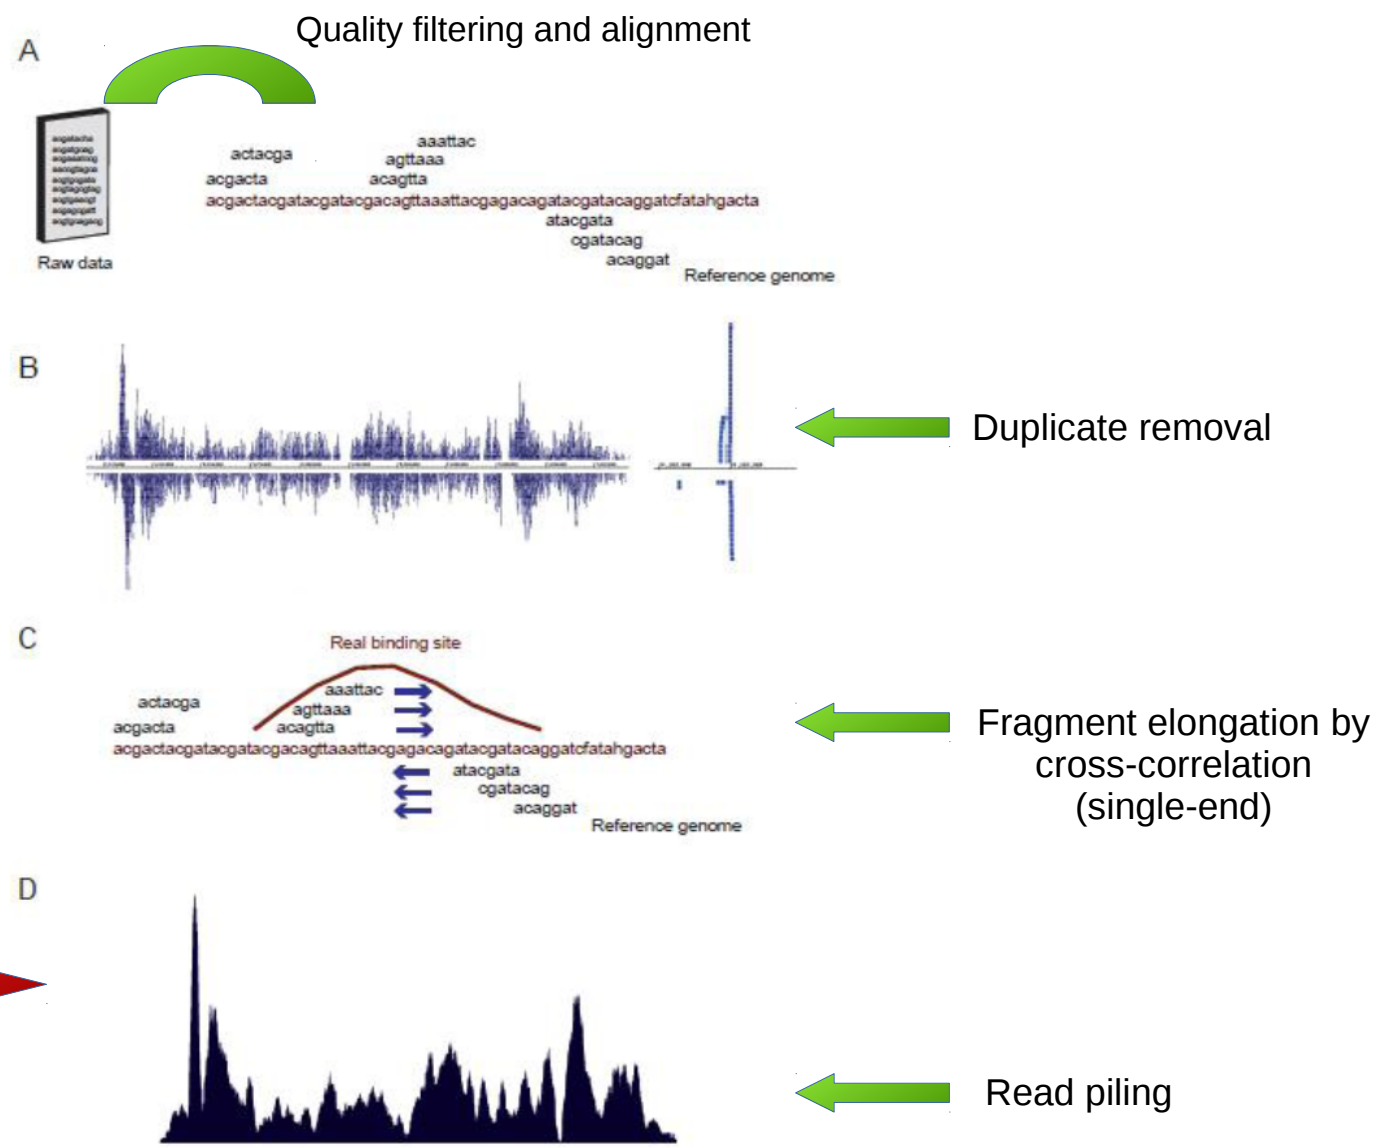 Quality filtering and alignment
A
aaattac
actacga
agttaaa
acgacta
acagtta
acgactacgatacgatacgacagttaaattacgagacagatacgatacaggatcfatahgacta
atacgata
cgatacag
acaggat
Raw data
Reference genome
B
Duplicate removal
C
Real binding site
aaattac
actacga
agttaaa
acgacta
acagtta
acgactacgatacgatacgacagttaaattacgagacagatacgatacaggatcfatahgacta
atacgata
cgatacag
acaggat
Reference genome
Fragment elongation by
cross-correlation
(single-end)
D
Read piling